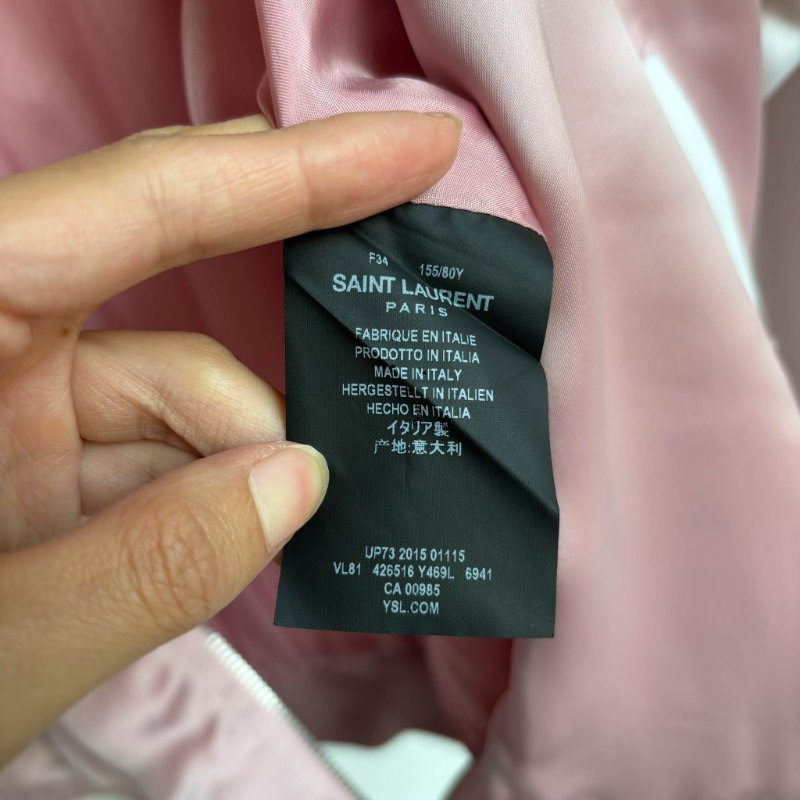 F34 155/80Y
SAINT LAURENT
PARIS
FABRIQUE EN ITALIE
PRODOTTO IN ITALIA
MADE IN ITALY
HERGESTELLT IN ITALIEN
HECHO EN ITALIA
イタリア製
产地:意大利
UP73 2015 01115
VL81 426516 Y469L 6941
CA 00985
YSL.COM